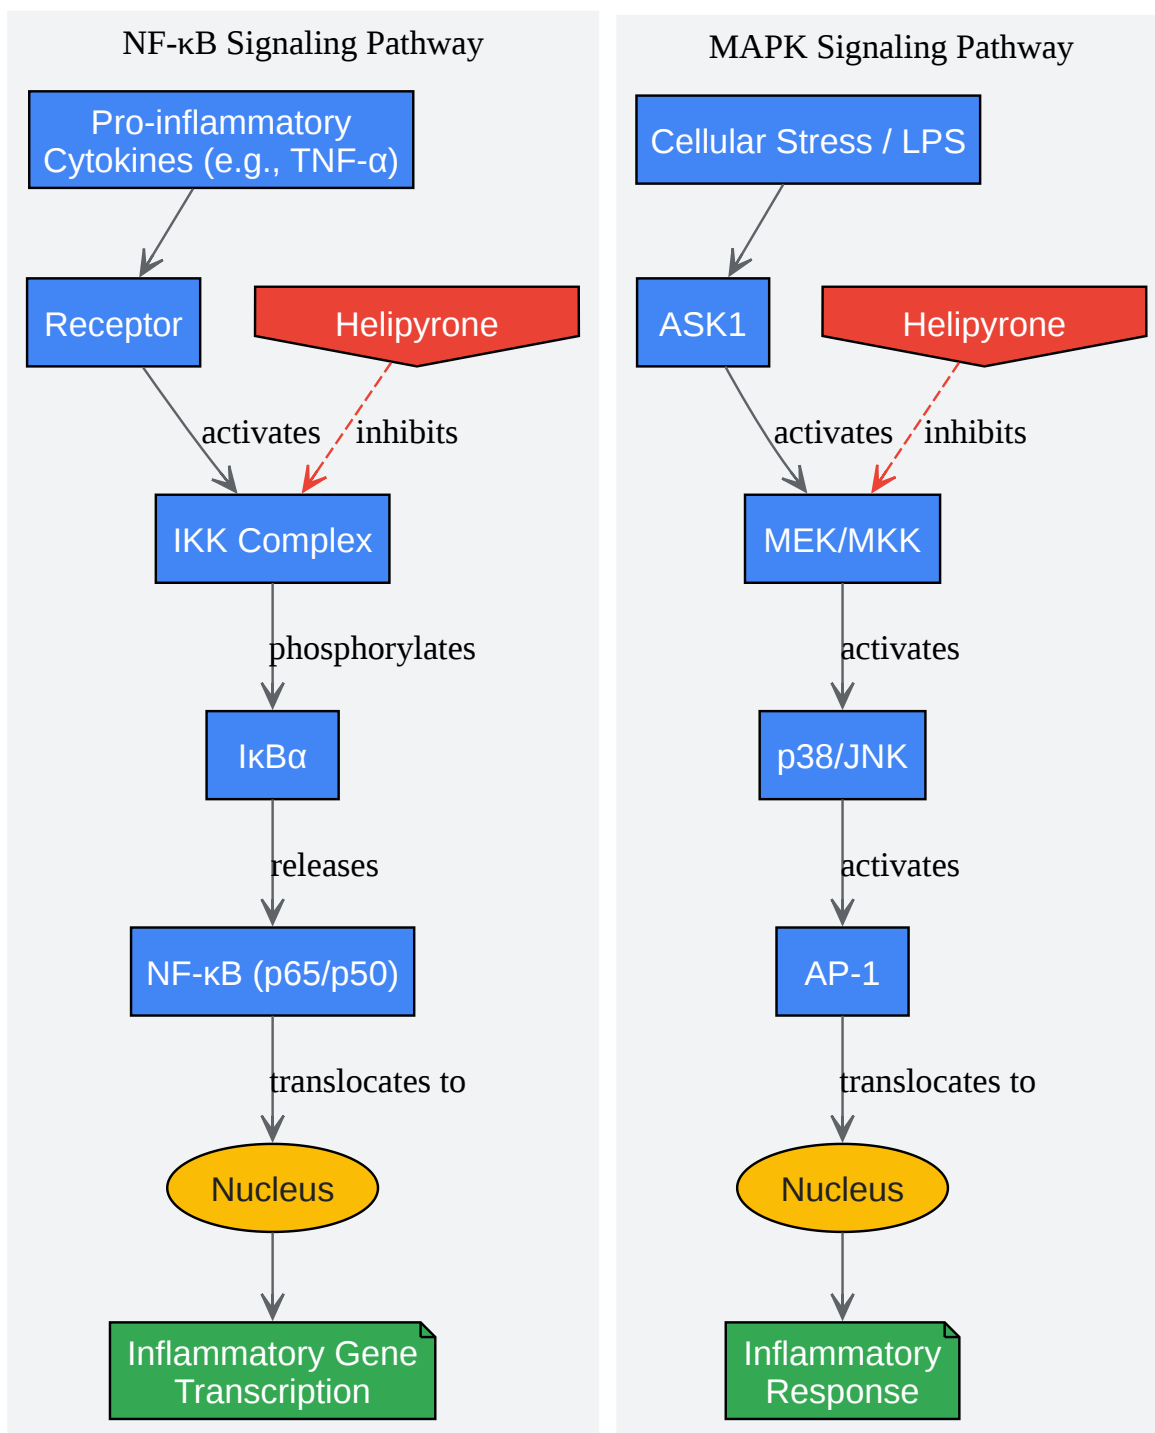 NF-κB Signaling Pathway
Pro-inflammatory
Cytokines (e.g., TNF-α)
Receptor
Helipyrone
activates
inhibits
IKK Complex
phosphorylates
IκBα
releases
NF-κB (p65/p50)
translocates to
Nucleus
Inflammatory Gene
Transcription
MAPK Signaling Pathway
Cellular Stress / LPS
ASK1
Helipyrone
activates
inhibits
MEK/MKK
activates
p38/JNK
activates
AP-1
translocates to
Nucleus
Inflammatory
Response